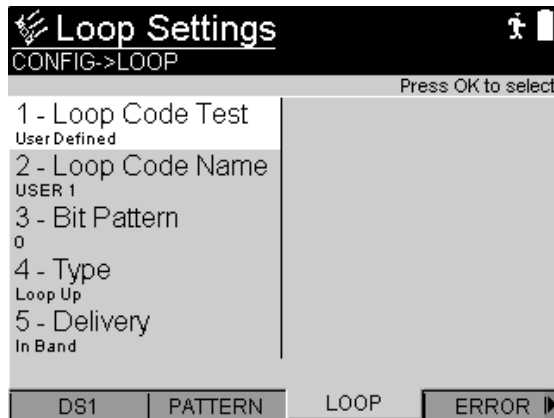 Loop Settings
CONFIG->LOOP
Press OK to select
1 - Loop Code Test
User Defined
2 - Loop Code Name
USER 1
3 - Bit Pattern
0
4 - Type
Loop Up
5 - Delivery
In Band
DS1 PATTERN LOOP ERROR